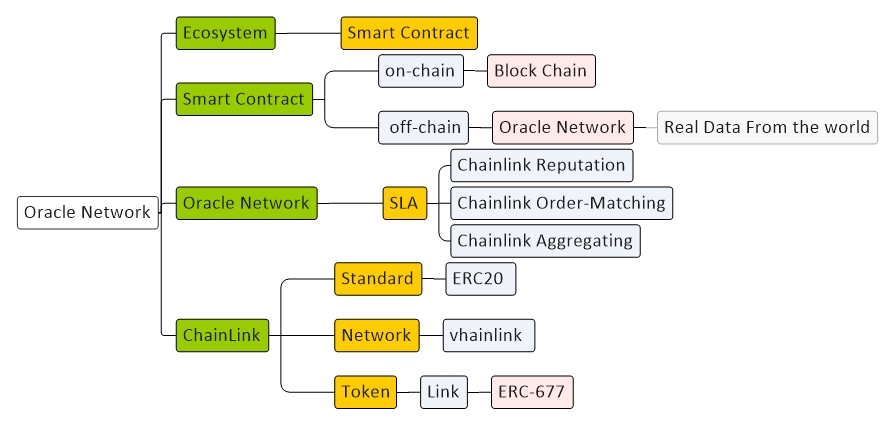 Ecosystem
Smart Contract
on-chain
Block Chain
Smart Contract
off-chain
Oracle Network
Real Data From the world
Chainlink Reputation
Oracle Network
Oracle Network
SLA
Chainlink Order-Matching
Chainlink Aggregating
Standard
ERC20
ChainLink
Network
vhainlink
Token
Link
ERC-677